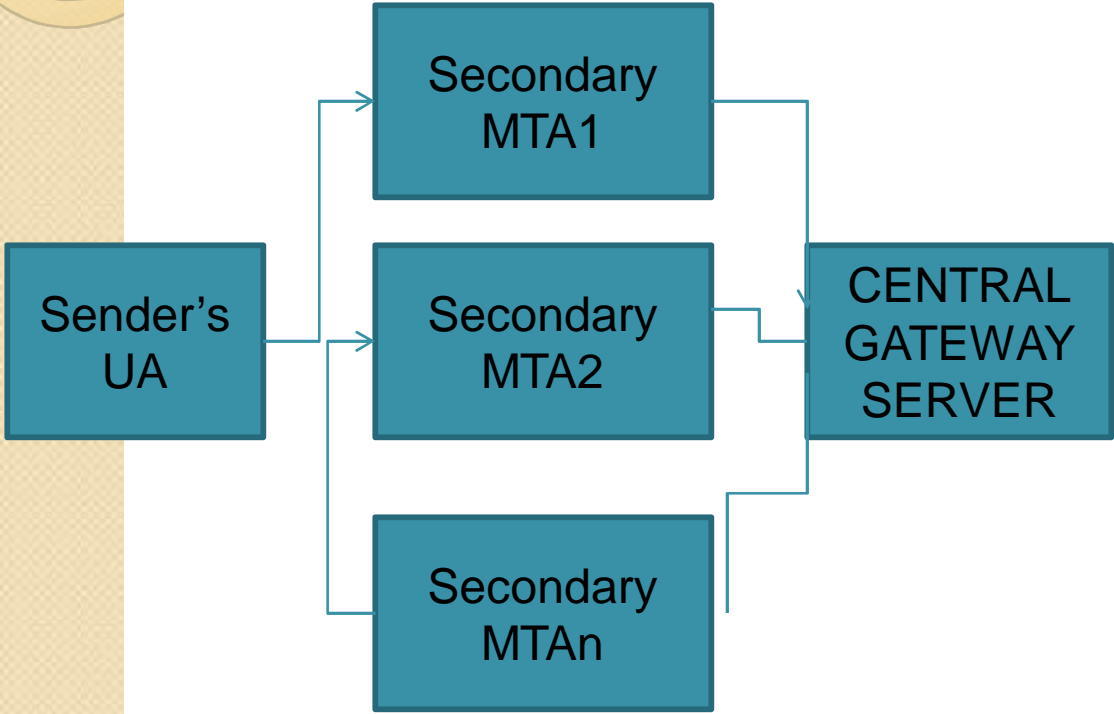 Secondary
MTA1
Sender’s
UA
Secondary
MTA2
CENTRAL
GATEWAY
SERVER
Secondary
MTAn